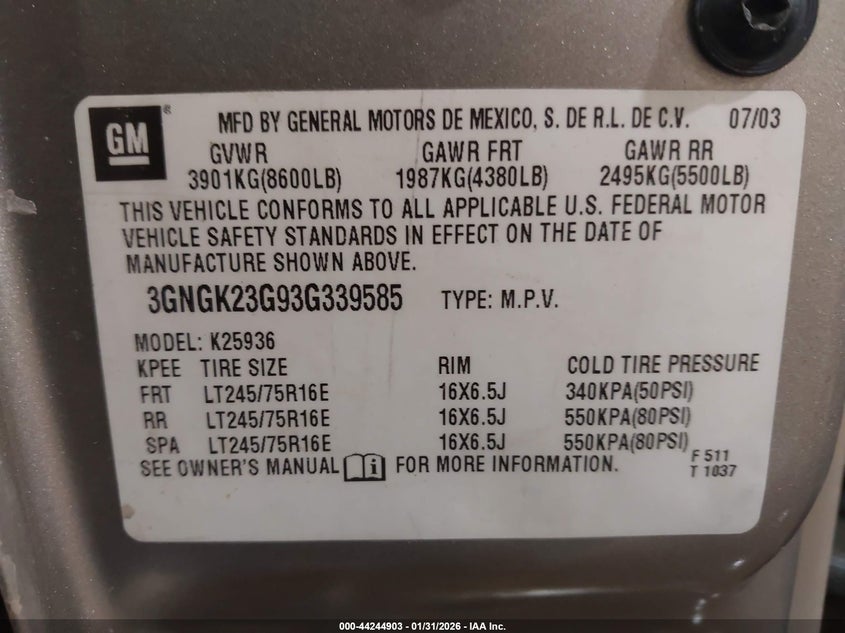 GM ® MFD BY GENERAL MOTORS DE MEXICO, S. DE R.L. DE C.V. 07/03
GVWR GAWR FRT GAWR RR
3901KG(8600LB) 1987KG(4380LB) 2495KG(5500LB)
THIS VEHICLE CONFORMS TO ALL APPLICABLE U.S. FEDERAL MOTOR
VEHICLE SAFETY STANDARDS IN EFFECT ON THE DATE OF
MANUFACTURE SHOWN ABOVE.
3GNGK23G93G339585 TYPE: M.P.V.
MODEL: K25936
KPEE TIRE SIZE RIM COLD TIRE PRESSURE
FRT LT245/75R16E 16X6.5J 340KPA(50PSI)
RR LT245/75R16E 16X6.5J 550KPA(80PSI)
SPA LT245/75R16E 16X6.5J 550KPA(80PSI)
SEE OWNER'S MANUAL i FOR MORE INFORMATION.
F 511
T 1037
000-44244903 - 01/31/2026 - IAA Inc.